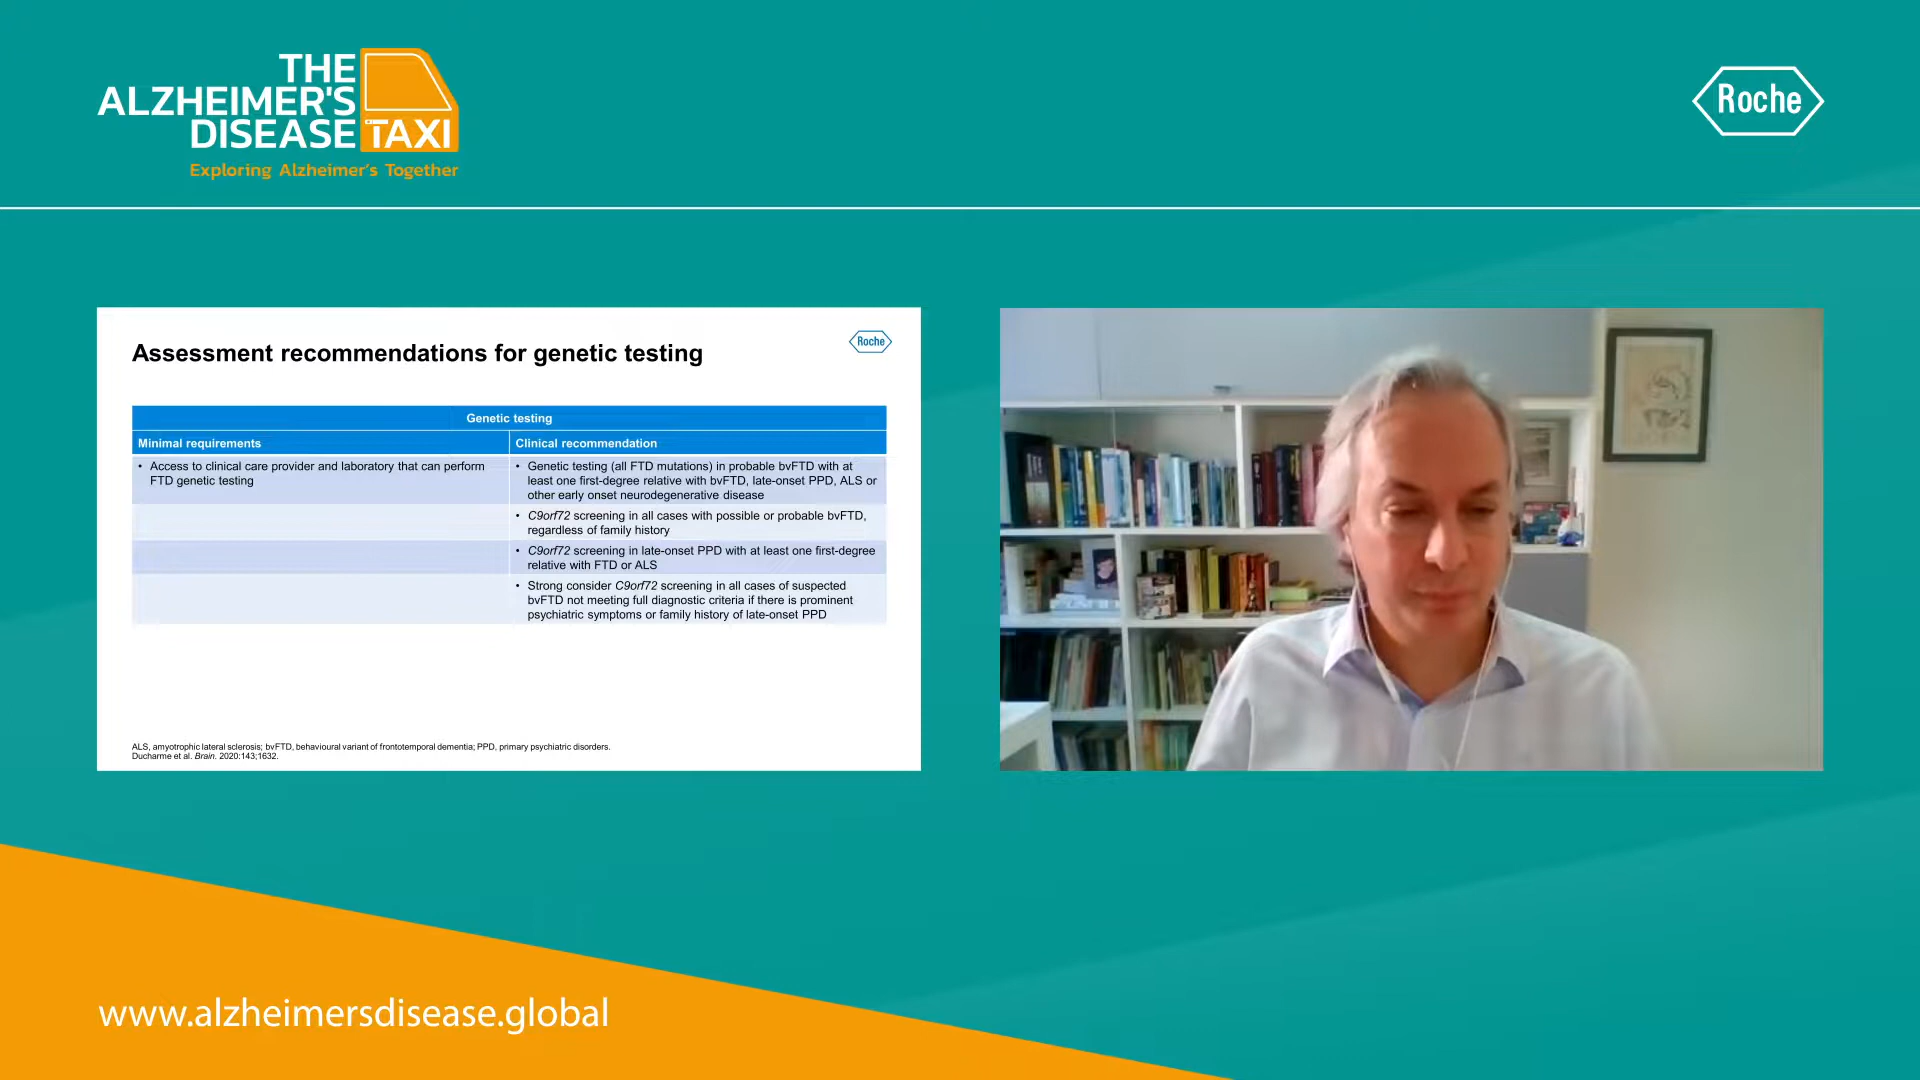 THE
ALZHEIMER'S
DISEASE TAXI
Exploring Alzheimer's Together
Roche
Assessment recommendations for genetic testing
Roche
Genetic testing
Minimal requirements
Clinical recommendation
• Access to clinical care provider and laboratory that can perform
FTD genetic testing
• Genetic testing (all FTD mutations) in probable bvFTD with at
least one first-degree relative with bvFTD, late-onset PPD, ALS or
other early onset neurodegenerative disease
• C9orf72 screening in all cases with possible or probable bvFTD,
regardless of family history
• C9orf72 screening in late-onset PPD with at least one first-degree
relative with FTD or ALS
• Strong consider C9orf72 screening in all cases of suspected
bvFTD not meeting full diagnostic criteria if there is prominent
psychiatric symptoms or family history of late-onset PPD
ALS, amyotrophic lateral sclerosis; bvFTD, behavioural variant of frontotemporal dementia; PPD, primary psychiatric disorders.
Ducharme et al. Brain. 2020:143;1632.
www.alzheimersdisease.global